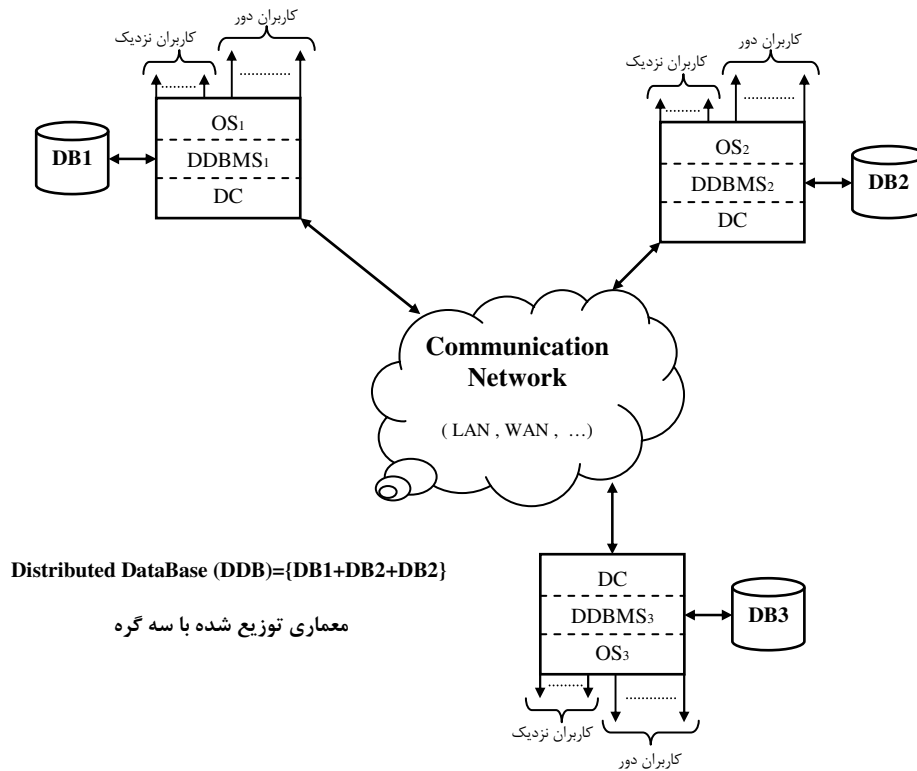 کاربران نزدیک
کاربران دور
............
............
OS1
DDBMS1
DC
DB1
کاربران نزدیک
کاربران دور
............
............
OS2
DDBMS2
DC
DB2
Communication
Network
( LAN , WAN , ...)
Distributed DataBase (DDB)={DB1+DB2+DB2}
معماری توزیع شده با سه گره
DC
DDBMS3
OS3
DB3
............
............
کاربران نزدیک
کاربران دور